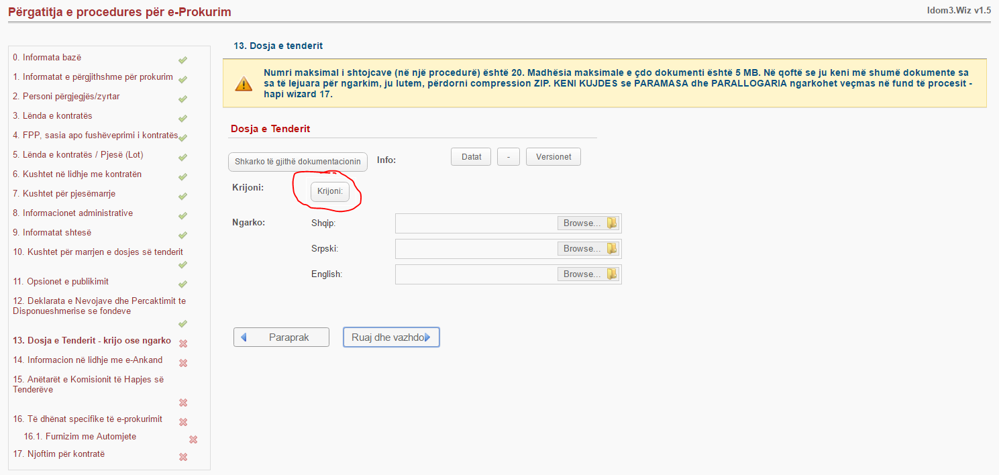 Përgatitja e procedures për e-Prokurim
Idom3.Wiz v1.5
0. Informata bazë
1. Informatat e përgjithshme për prokurim
2. Personi përgjegjës/zyrtar
3. Lënda e kontratës
4. FPP, sasia apo fushëveprimi i kontratës
5. Lënda e kontratës / Pjesë (Lot)
6. Kushtet në lidhje me kontratën
7. Kushtet për pjesëmarrje
8. Informacionet administrative
9. Informatat shtesë
10. Kushtet për marrjen e dosjes së tenderit
11. Opsionet e publikimit
12. Deklarata e Nevojave dhe Percaktimit te
Disponueshmerise se fondeve
13. Dosja e Tenderit - krijo ose ngarko
14. Informacion në lidhje me e-Ankand
15. Anëtarët e Komisionit të Hapjes së
Tenderëve
16. Të dhënat specifike të e-prokurimit
16.1. Furnizim me Automjete
17. Njoftim për kontratë
13. Dosja e tenderit
Numri maksimal i shtojcave (në një procedurë) është 20. Madhësia maksimale e çdo dokumenti është 5 MB. Në qoftë se ju keni më shumë dokumente sa
sa të lejuara për ngarkim, ju lutem, përdorni compression ZIP. KENI KUJDES se PARAMASA dhe PARALLOGARIA ngarkohet veçmas në fund të procesit -
hapi wizard 17.
Dosja e Tenderit
Shkarko të gjithë dokumentacionin Info: Datat - Versionet
Krijoni: Krijoni:
Ngarko: Shqip: Browse...
Srpski: Browse...
English: Browse...
Paraprak Ruaj dhe vazhdo